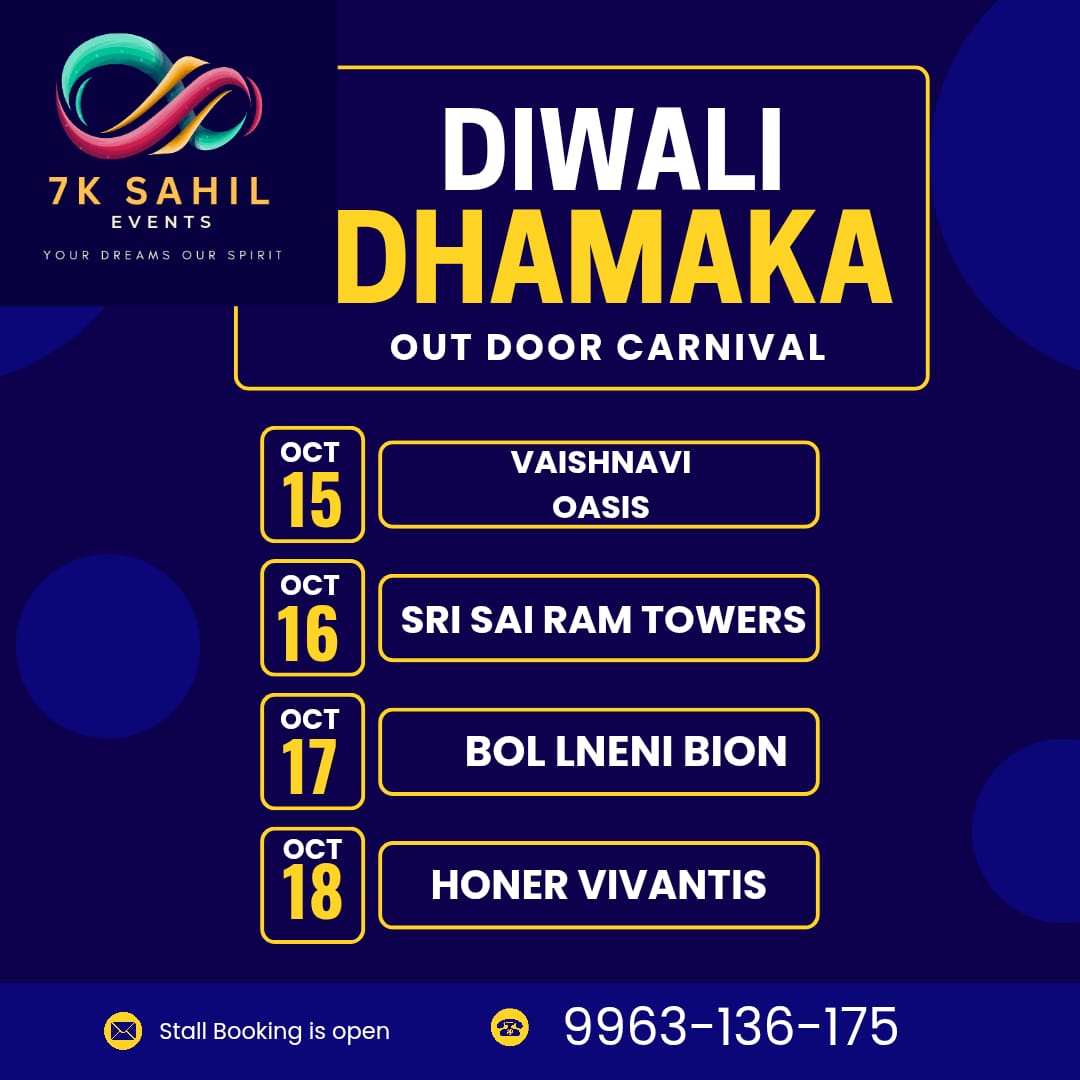 7K SAHIL
EVENTS
YOUR DREAMS OUR SPIRIT
DIWALI
DHAMAKA
OUT DOOR CARNIVAL
OCT
15
VAISHNAVI
OASIS
OCT
16
SRI SAI RAM TOWERS
OCT
17
BOL LNENI BION
OCT
18
HONER VIVANTIS
Stall Booking is open
9963-136-175